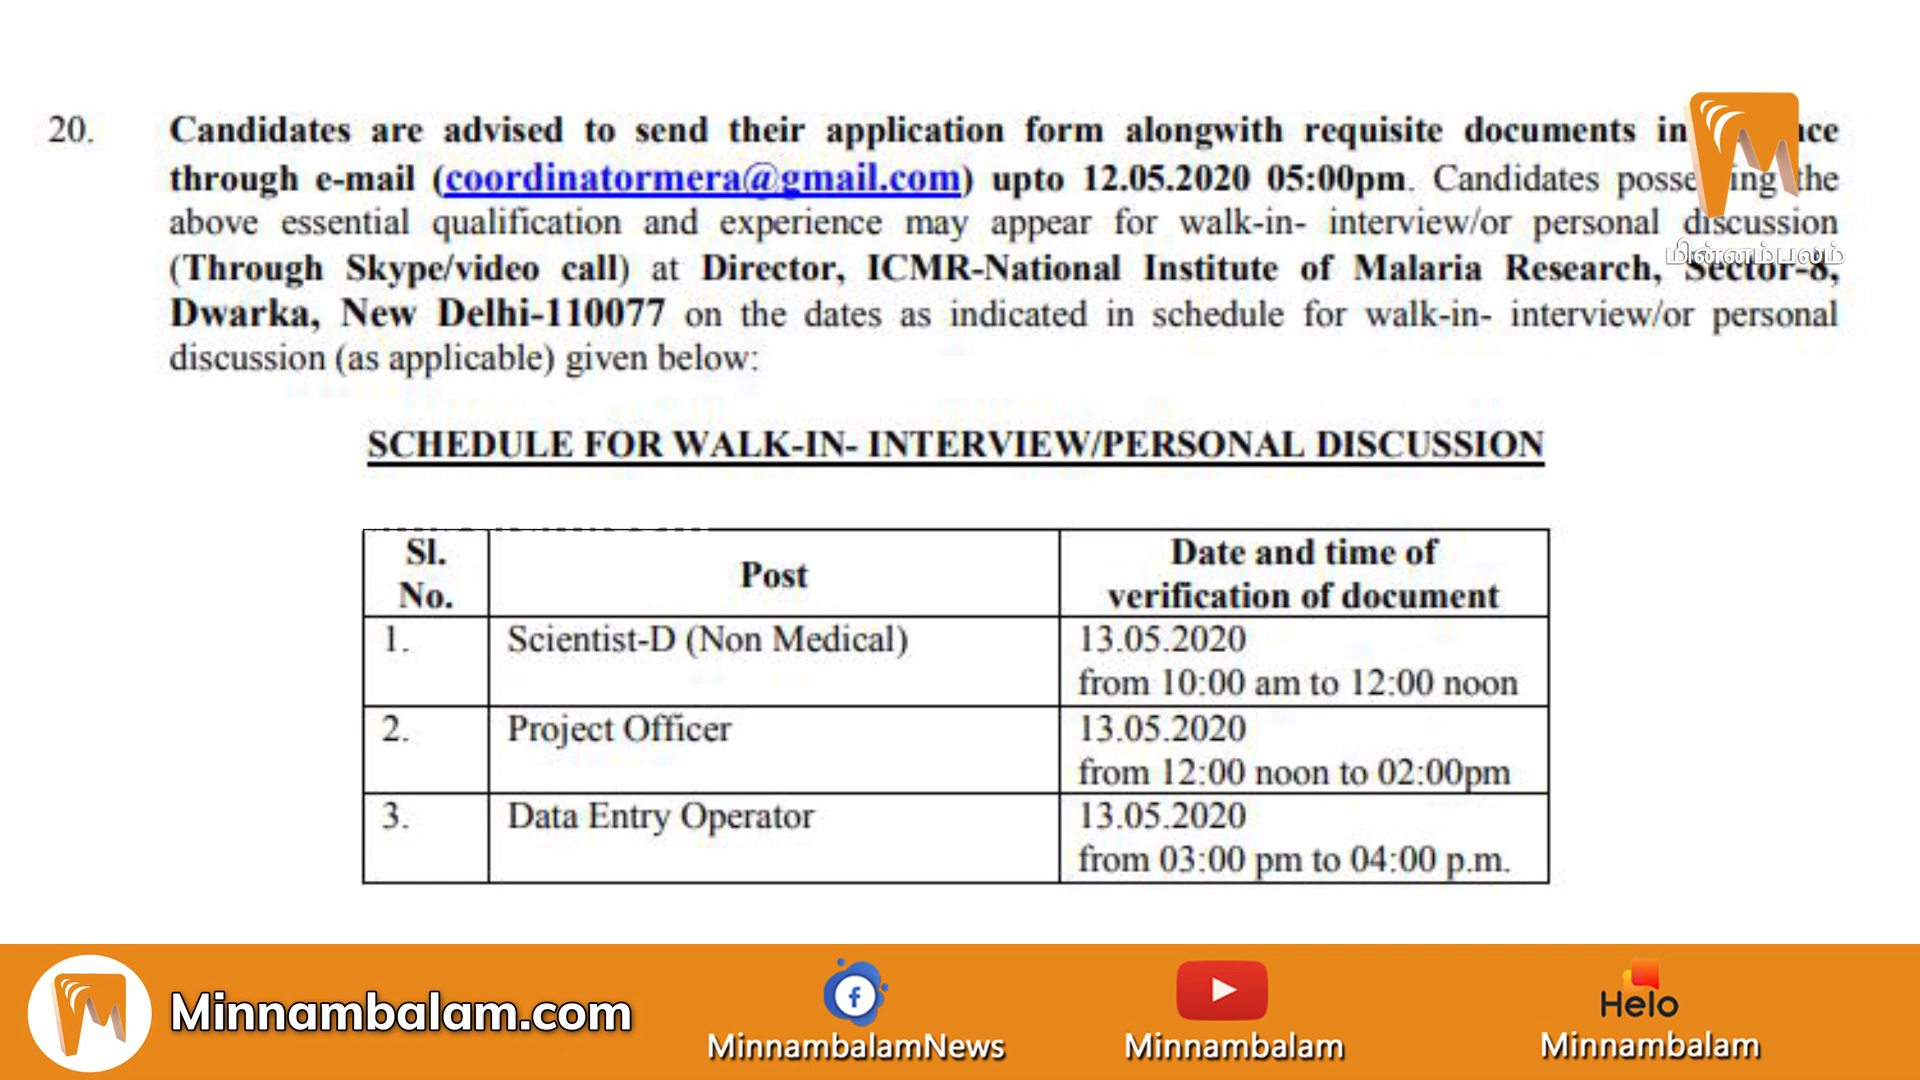 20. Candidates are advised to send their application form alongwith requisite documents in
through e-mail (coordinatormera@gmail.com) upto 12.05.2020 05:00pm. Candidates the
above essential qualification and experience may appear for walk-in- interview/or personal discussion
(Through Skype/video call) at Director, ICMR-National Institute of Malaria Research, Sector-8,
Dwarka, New Delhi-110077 on the dates as indicated in schedule for walk-in- interview/or personal
discussion (as applicable) given below:
மின்னம்பலம்
SCHEDULE FOR WALK-IN- INTERVIEW/PERSONAL DISCUSSION
Sl. No. Post Date and time of verification of document
1. Scientist-D (Non Medical) 13.05.2020
from 10:00 am to 12:00 noon
2. Project Officer 13.05.2020
from 12:00 noon to 02:00pm
3. Data Entry Operator 13.05.2020
from 03:00 pm to 04:00 p.m.
Minnambalam.com
MinnambalamNews
Minnambalam
Helo
Minnambalam